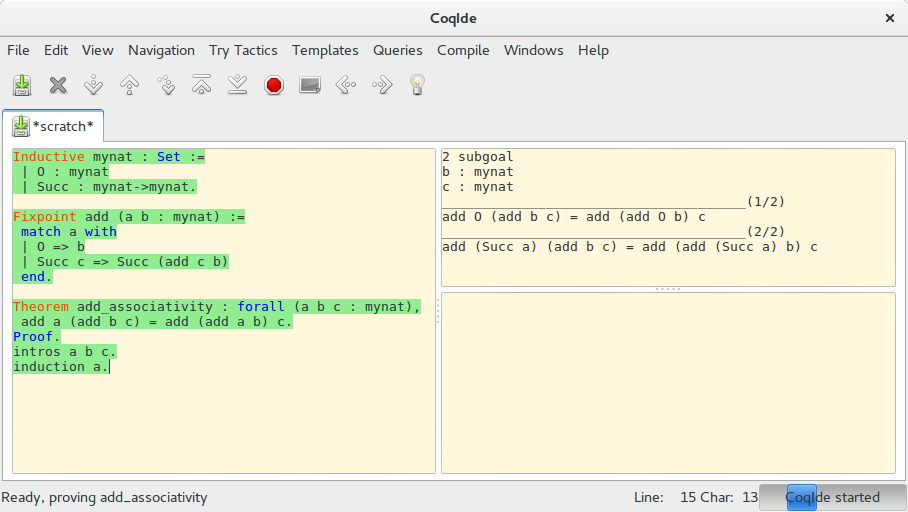 CoqIde
File Edit View Navigation Try Tactics Templates Queries Compile Windows Help
*scratch*
Inductive mynat : Set :=
| O : mynat
| Succ : mynat->mynat.
Fixpoint add (a b : mynat) :=
match a with
| O => b
| Succ c => Succ (add c b)
end.
Theorem add_associativity : forall (a b c : mynat),
add a (add b c) = add (add a b) c.
Proof.
intros a b c.
induction a.
2 subgoal
b : mynat
c : mynat
______________________________________(1/2)
add O (add b c) = add (add O b) c
______________________________________(2/2)
add (Succ a) (add b c) = add (add (Succ a) b) c
Ready, proving add_associativity
Line: 15 Char: 13
CoqIde started